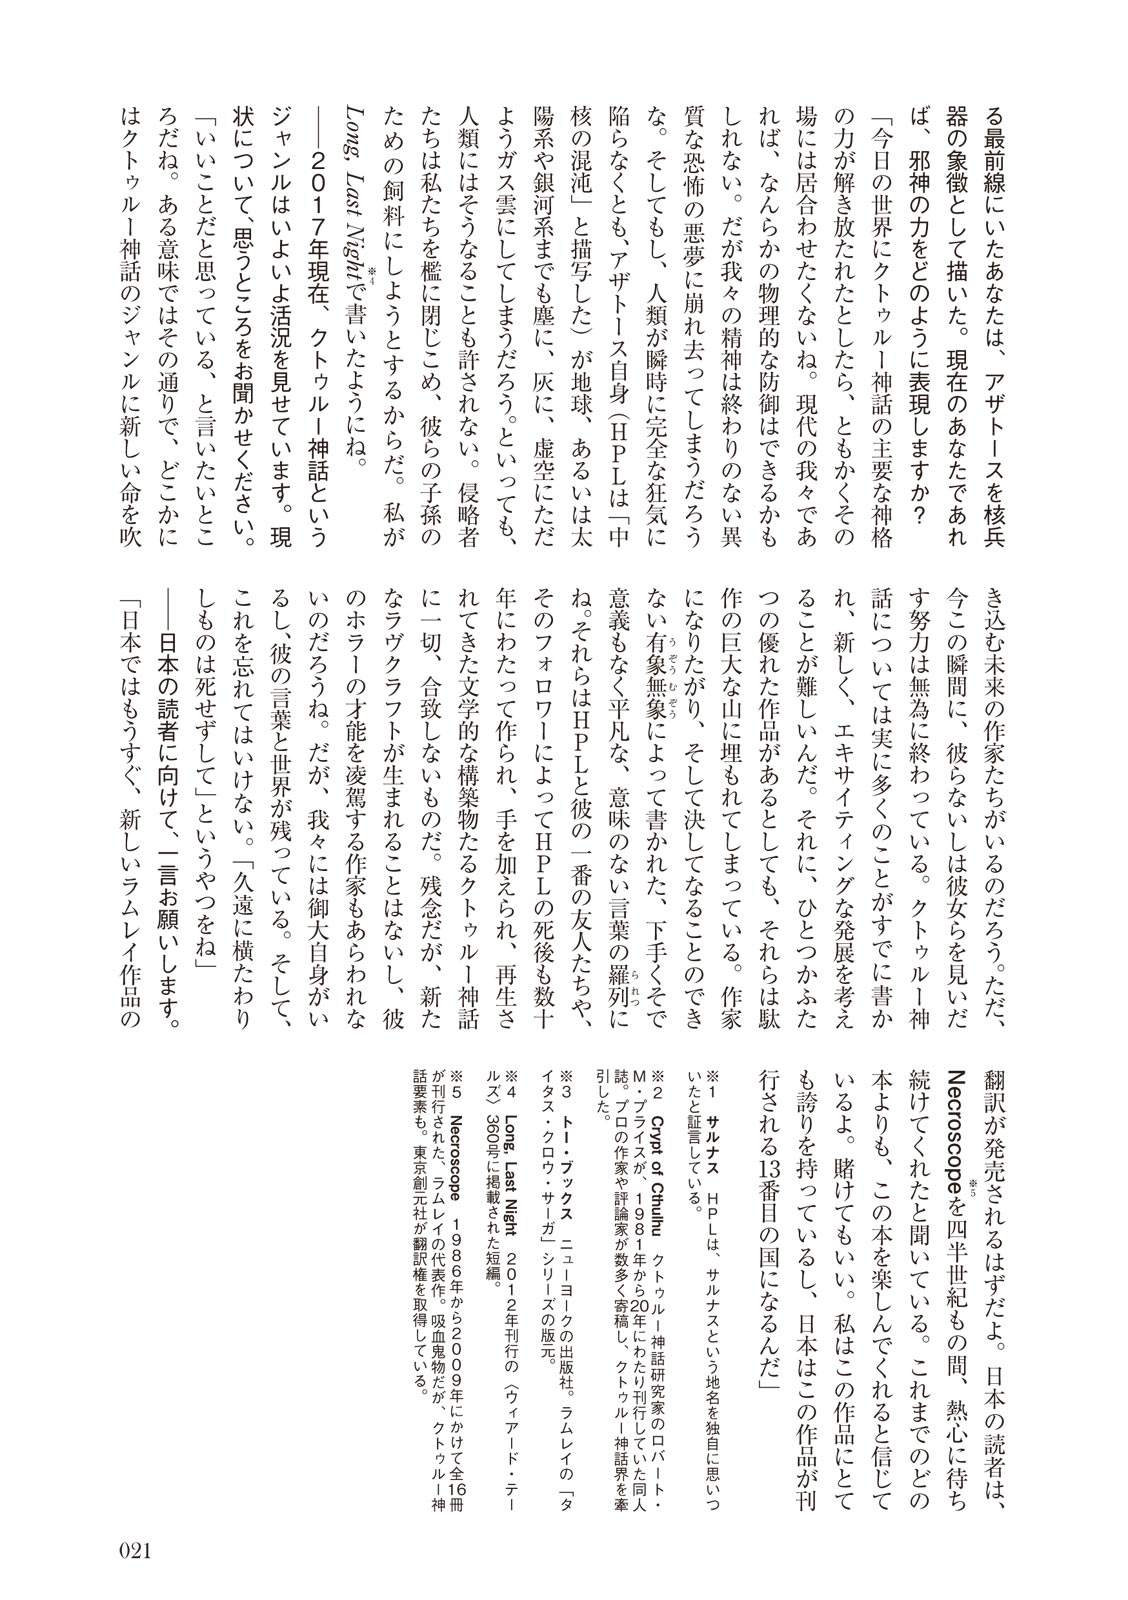 る最前線にいたあなたは、アザトースを核兵
器の象徴として描いた。現在のあなたであれ
ば、邪神の力をどのように表現しますか？
「今日の世界にクトゥルー神話の主要な神格
の力が解き放たれたとしたら、ともかくその
場には居合わせたくないね。現代の我々であ
れば、なんらかの物理的な防御はできるかも
しれない。だが我々の精神は終わりのない異
質な恐怖の悪夢に崩れ去ってしまうだろう
な。そしてもし、人類が瞬時に完全な狂気に
陥らなくとも、アザトース自身（HPLは「中
核の混沌」と描写した）が地球、あるいは太
陽系や銀河系までも塵に、灰に、虚空にただ
ようガス雲にしてしまうだろう。といっても、
人類にはそうなることも許されない。侵略者
たちは私たちを檻に閉じこめ、彼らの子孫の
ための飼料にしようとするからだ。私が
Long, Last Night※4で書いたようにね。
――2017年現在、クトゥルー神話という
ジャンルはいよいよ活況を見せています。現
状について、思うところをお聞かせください。
「いいことだと思っている、と言いたいとこ
ろだね。ある意味ではその通りで、どこかに
はクトゥルー神話のジャンルに新しい命を吹
き込む未来の作家たちがいるのだろう。ただ、
今この瞬間に、彼らないしは彼女らを見いだ
す努力は無為に終わっている。クトゥルー神
話については実に多くのことがすでに書か
れ、新しく、エキサイティングな発展を考え
ることが難しいんだ。それに、ひとつかふた
つの優れた作品があるとしても、それらは駄
作の巨大な山に埋もれてしまっている。作家
になりたがり、そして決してなることのでき
ない有象無象（うぞうむぞう）によって書かれた、下手くそで
意義もなく平凡な、意味のない言葉の羅列（られつ）に
ね。それらはHPLと彼の一番の友人たちや、
そのフォロワーによってHPLの死後も数十
年にわたって作られ、手を加えられ、再生さ
れてきた文学的な構築物たるクトゥルー神話
に一切、合致しないものだ。残念だが、新た
なラヴクラフトが生まれることはないし、彼
のホラーの才能を凌駕する作家もあらわれな
いのだろうね。だが、我々には御大自身がい
るし、彼の言葉と世界が残っている。そして、
これを忘れてはいけない。「久遠に横たわり
しものは死せずして」というやつをね」
――日本の読者に向けて、一言お願いします。
「日本ではもうすぐ、新しいラムレイ作品の
翻訳が発売されるはずだよ。日本の読者は、
Necroscope※5を四半世紀もの間、熱心に待ち
続けてくれたと聞いている。これまでのどの
本よりも、この本を楽しんでくれると信じて
いるよ。賭けてもいい。私はこの作品にとて
も誇りを持っているし、日本はこの作品が刊
行される13番目の国になるんだ」
※1 サルナス HPLは、サルナスという地名を独自に思いつ
いたと証言している。
※2 Crypt of Cthulhu クトゥルー神話研究家のロバート・
M・プライスが、1981年から20年にわたり刊行していた同人
誌。プロの作家や評論家が数多く寄稿し、クトゥルー神話界を牽
引した。
※3 トー・ブックス ニューヨークの出版社。ラムレイの「タ
イタス・クロウ・サーガ」シリーズの版元。
※4 Long, Last Night 2012年刊行の〈ウィアード・テー
ルズ〉360号に掲載された短編。
※5 Necroscope 1986年から2009年にかけて全16冊
が刊行された、ラムレイの代表作。吸血鬼物だが、クトゥルー神
話要素も。東京創元社が翻訳権を取得している。
021